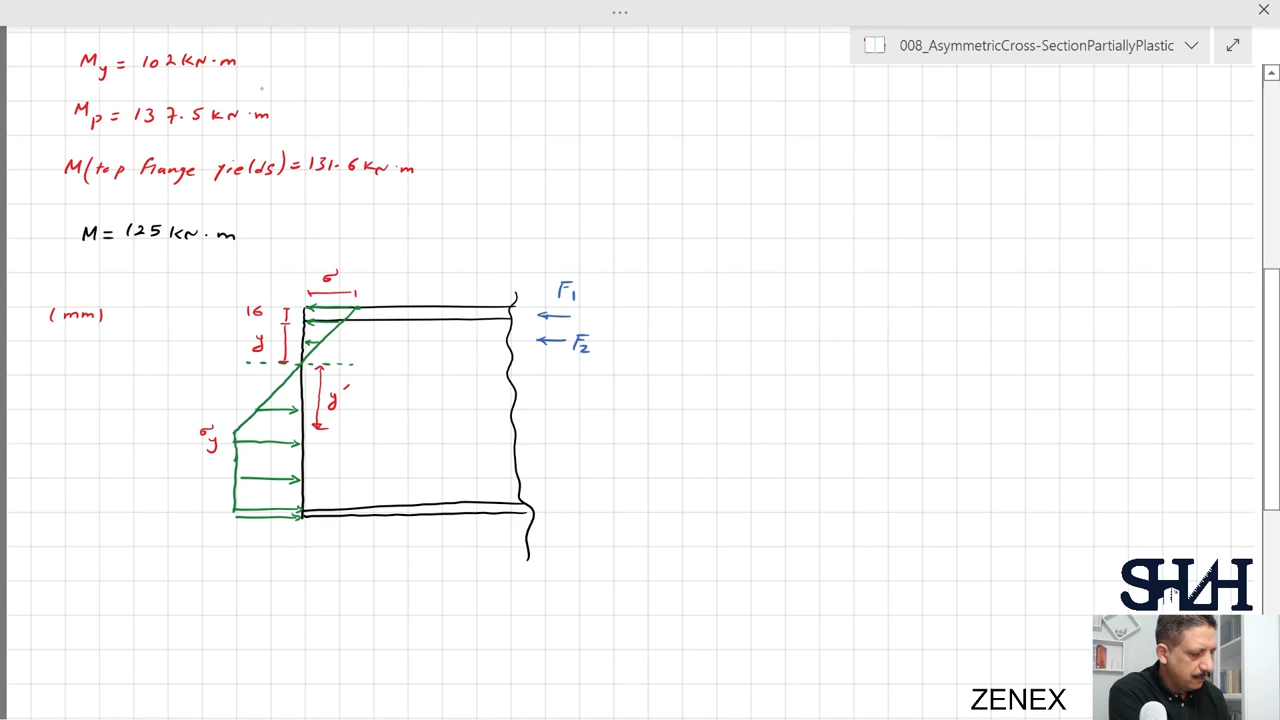 ...
008_AsymmetricCross-SectionPartiallyPlastic
My = 102 kN·m
Mp = 137.5 kN·m
M(top flange yields) = 131.6 kN·m
M = 125 kN·m
σ
F1
(mm)
16
y
F2
y'
σy
SHLH
ZENEX